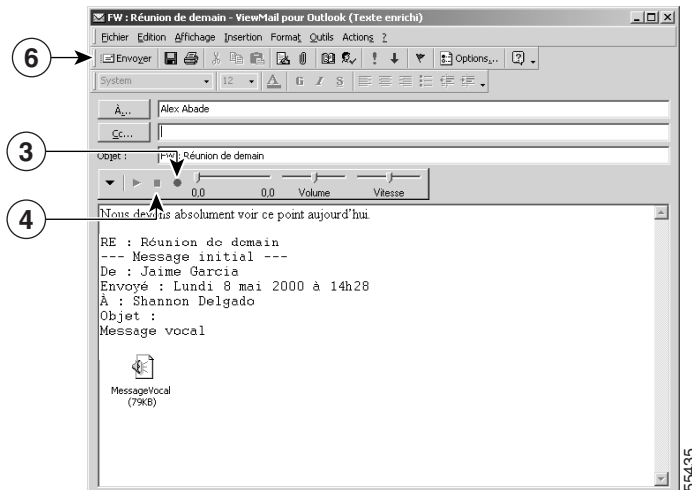 FW : Réunion de demain - ViewMail pour Outlook (Texte enrichi)
Fichier Edition Affichage Insertion Format Outils Actions ?
6
Envoyer Options...
System 12 A G I S
À... Alex Abade
Cc...
3
Objet : FW : Réunion de demain
0,0 0,0 Volume Vitesse
4
Nous devons absolument voir ce point aujourd'hui.
RE : Réunion de demain
--- Message initial ---
De : Jaime Garcia
Envoyé : Lundi 8 mai 2000 à 14h28
À : Shannon Delgado
Objet :
Message vocal
MessageVocal
(79KB)
55435